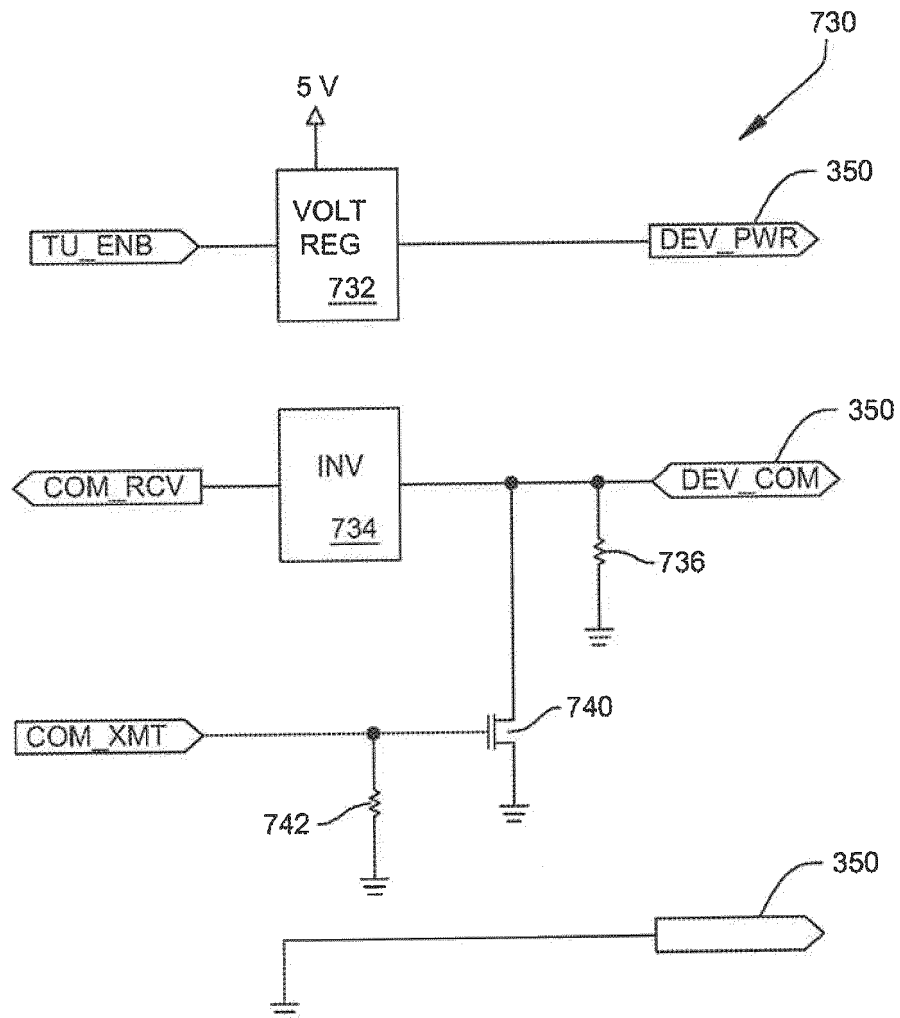 730
5 V
350
VOLT
REG
732
TU_ENB
DEV_PWR
350
COM_RCV
INV
734
DEV_COM
736
COM_XMT
740
742
350